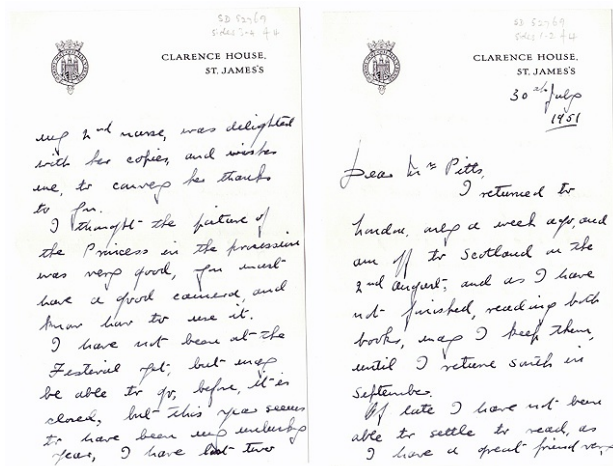 SD 52769
Sides 3-4 of 4
CLARENCE HOUSE,
ST. JAMES'S
my 2nd nurse, was delighted
with her copies, and wishes
me, to convey her thanks
to you.
I thought the picture of
the Princess in the procession
was very good, you must
have a good camera, and
know how to use it.
I have not been at the
Festival yet, but may
be able to go, before, it is
closed, but this year seems
to have been my unlucky
year, I have lost two
SD 52769
Sides 1-2 of 4
CLARENCE HOUSE,
ST. JAMES'S
30th July
1951
Dear Mrs Pitts,
I returned to
London, only a week ago, and
am off to Scotland on the
2nd August, and as I have
not finished, reading both
books, may I keep them,
until I return south in
September.
Of late I have not been
able to settle to read, as
I have a great friend very